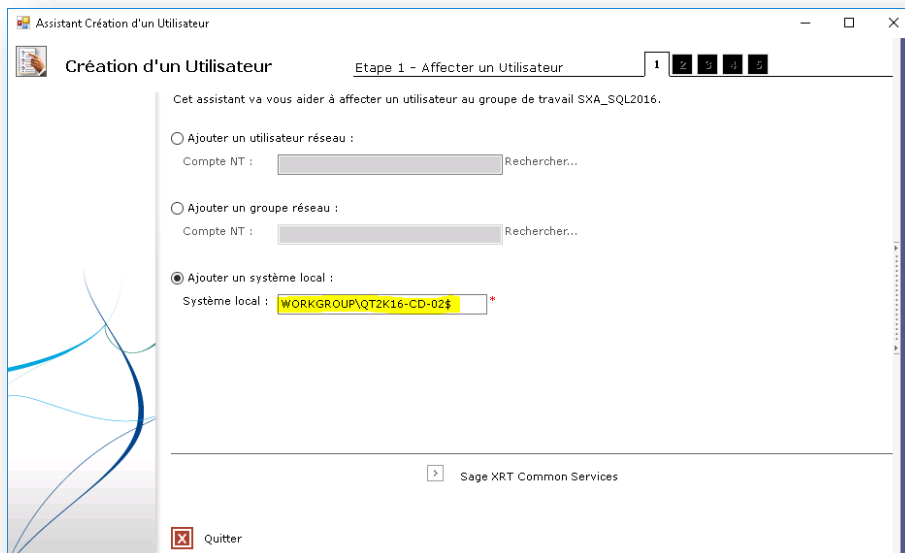 Assistant Création d'un Utilisateur
Création d'un Utilisateur
Etape 1 - Affecter un Utilisateur
1 2 3 4 5
Cet assistant va vous aider à affecter un utilisateur au groupe de travail SXA_SQL2016.
Ajouter un utilisateur réseau :
Compte NT : Rechercher...
Ajouter un groupe réseau :
Compte NT : Rechercher...
Ajouter un système local :
Système local : WORKGROUP\QT2K16-CD-02$ *
> Sage XRT Common Services
X Quitter